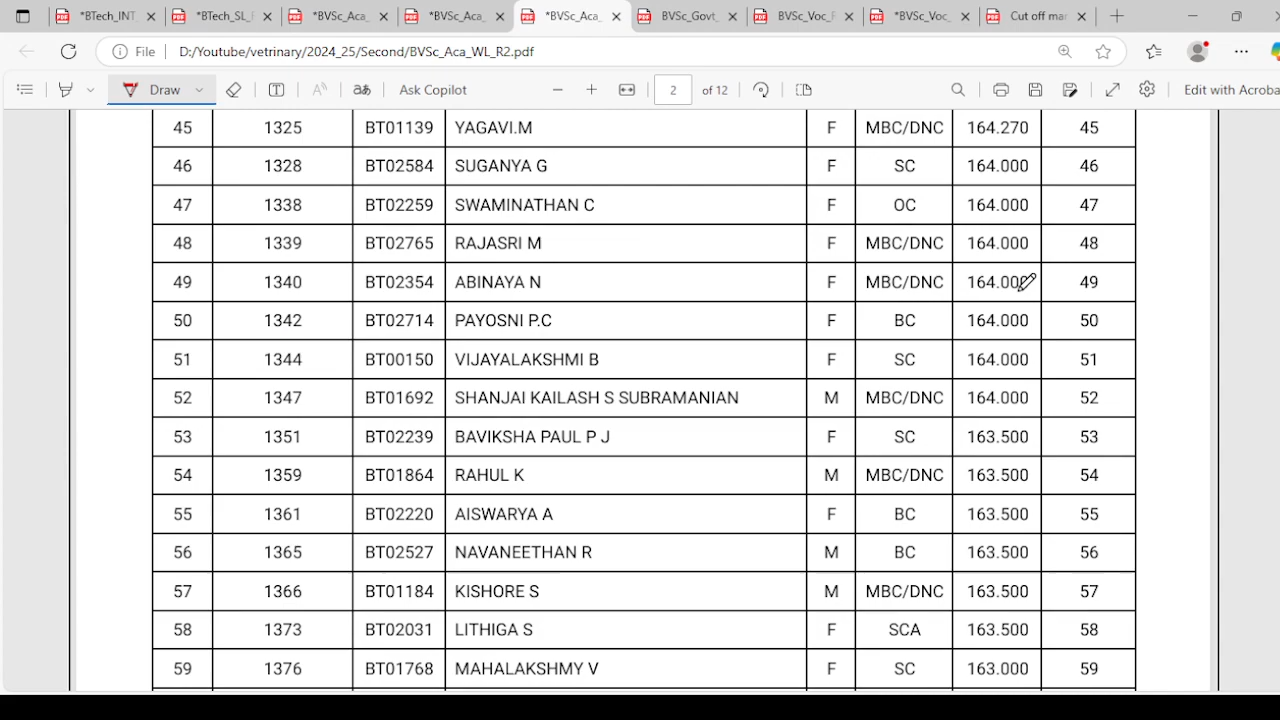 *BTech_INT_
*BTech_SL_R
*BVSc_Aca_
*BVSc_Aca_
*BVSc_Aca_
BVSc_Govt_
BVSc_Voc_R
*BVSc_Voc_
Cut off mar
File D:/Youtube/vetrinary/2024_25/Second/BVSc_Aca_WL_R2.pdf
Draw aあ Ask Copilot 2 of 12 Edit with Acroba
45 1325 BT01139 YAGAVI.M F MBC/DNC 164.270 45
46 1328 BT02584 SUGANYA G F SC 164.000 46
47 1338 BT02259 SWAMINATHAN C F OC 164.000 47
48 1339 BT02765 RAJASRI M F MBC/DNC 164.000 48
49 1340 BT02354 ABINAYA N F MBC/DNC 164.000 49
50 1342 BT02714 PAYOSNI P.C F BC 164.000 50
51 1344 BT00150 VIJAYALAKSHMI B F SC 164.000 51
52 1347 BT01692 SHANJAI KAILASH S SUBRAMANIAN M MBC/DNC 164.000 52
53 1351 BT02239 BAVIKSHA PAUL P J F SC 163.500 53
54 1359 BT01864 RAHUL K M MBC/DNC 163.500 54
55 1361 BT02220 AISWARYA A F BC 163.500 55
56 1365 BT02527 NAVANEETHAN R M BC 163.500 56
57 1366 BT01184 KISHORE S M MBC/DNC 163.500 57
58 1373 BT02031 LITHIGA S F SCA 163.500 58
59 1376 BT01768 MAHALAKSHMY V F SC 163.000 59